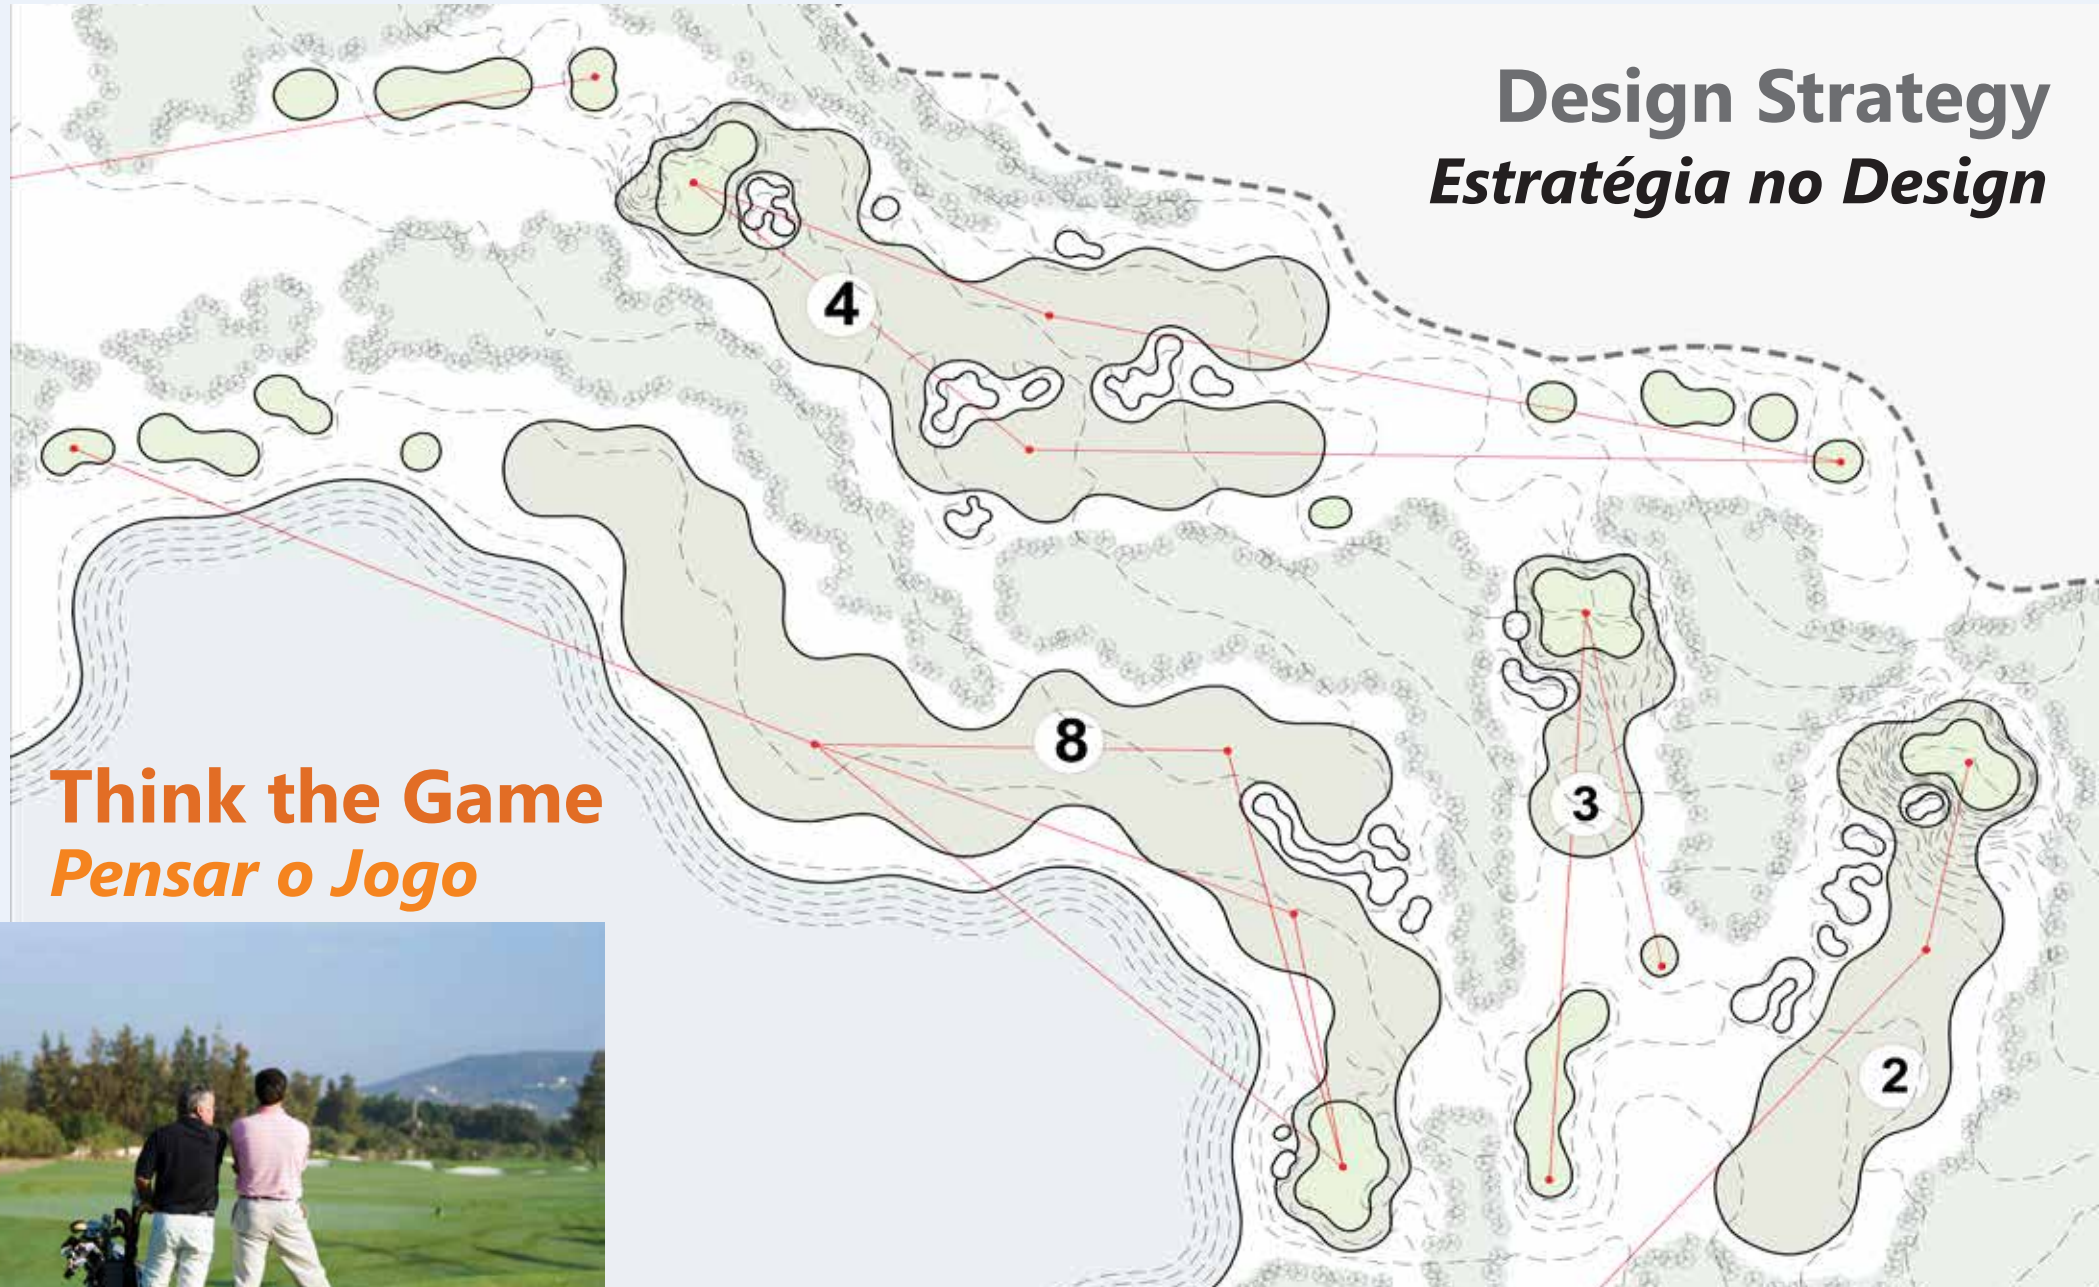 Design Strategy
Estratégia no Design
4
8
3
2
Think the Game
Pensar o Jogo